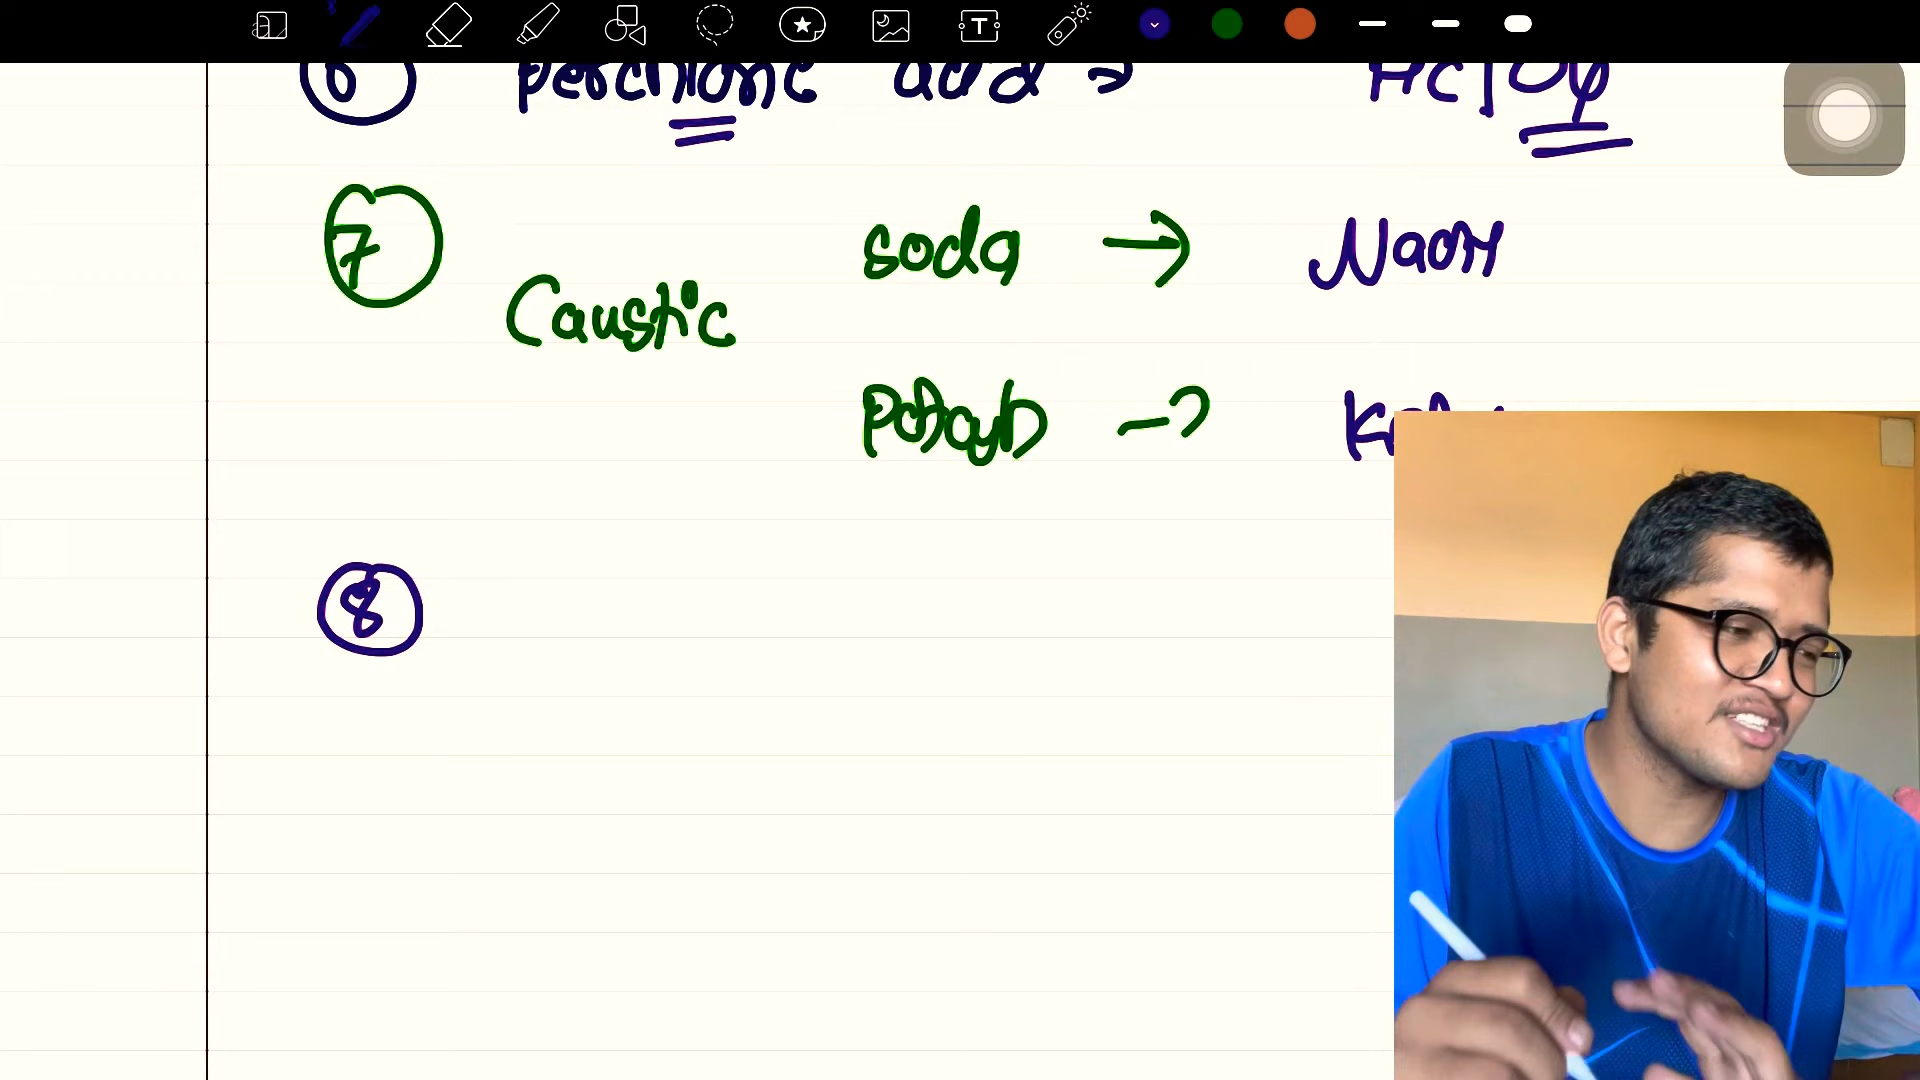 6 perchloric acid → HClO4
7 soda → NaOH
Caustic
Potash → K
8